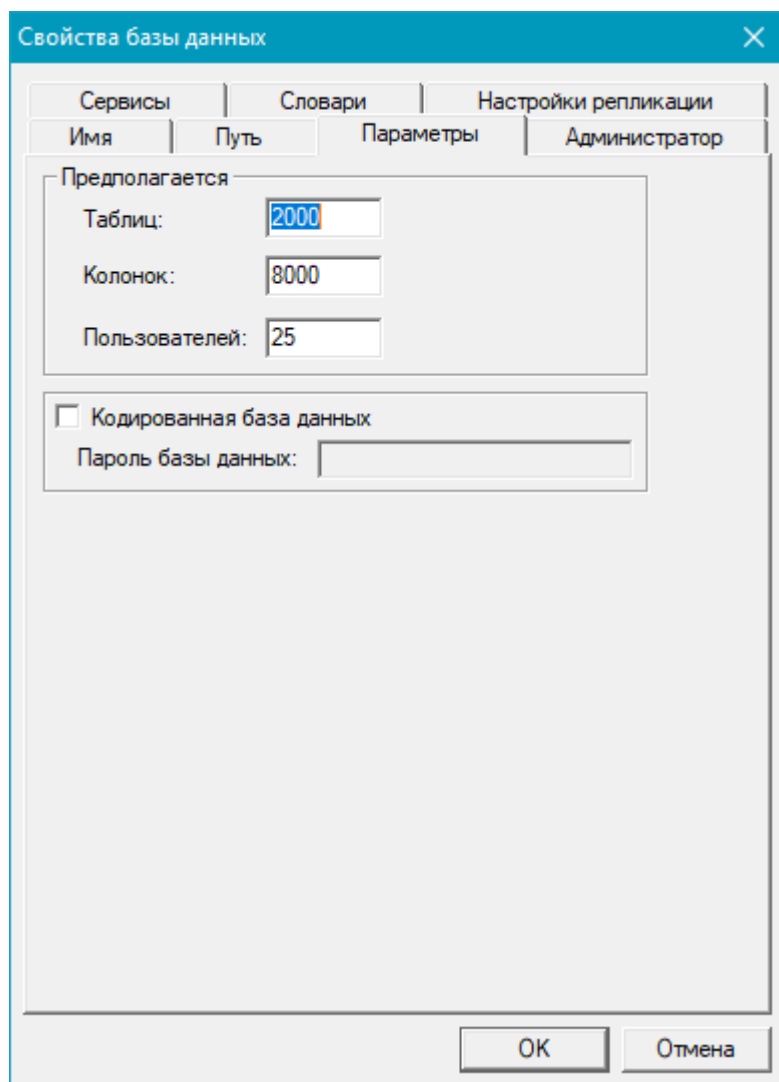 Свойства базы данных
Сервисы Словари Настройки репликации
Имя Путь Параметры Администратор
Предполагается
Таблиц: 2000
Колонок: 8000
Пользователей: 25
Кодированная база данных
Пароль базы данных:
OK Отмена